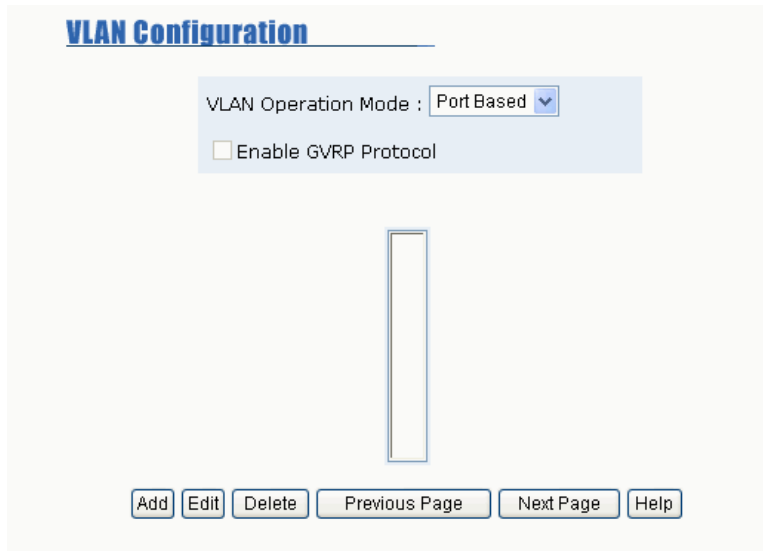 VLAN Configuration
VLAN Operation Mode : Port Based
Enable GVRP Protocol
Add Edit Delete Previous Page Next Page Help